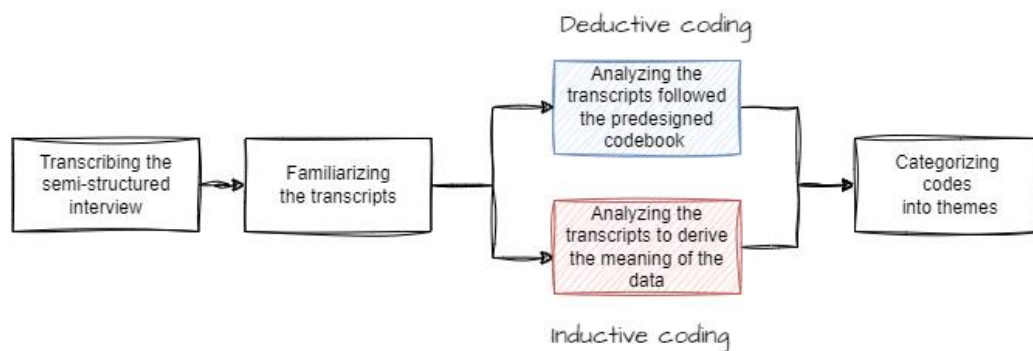 Deductive coding
Analyzing the
transcripts followed
the predesigned
codebook
Transcribing the
semi-structured
interview
Familiarizing
the transcripts
Categorizing
codes
into themes
Analyzing the
transcripts to derive
the meaning of the
data
Inductive coding